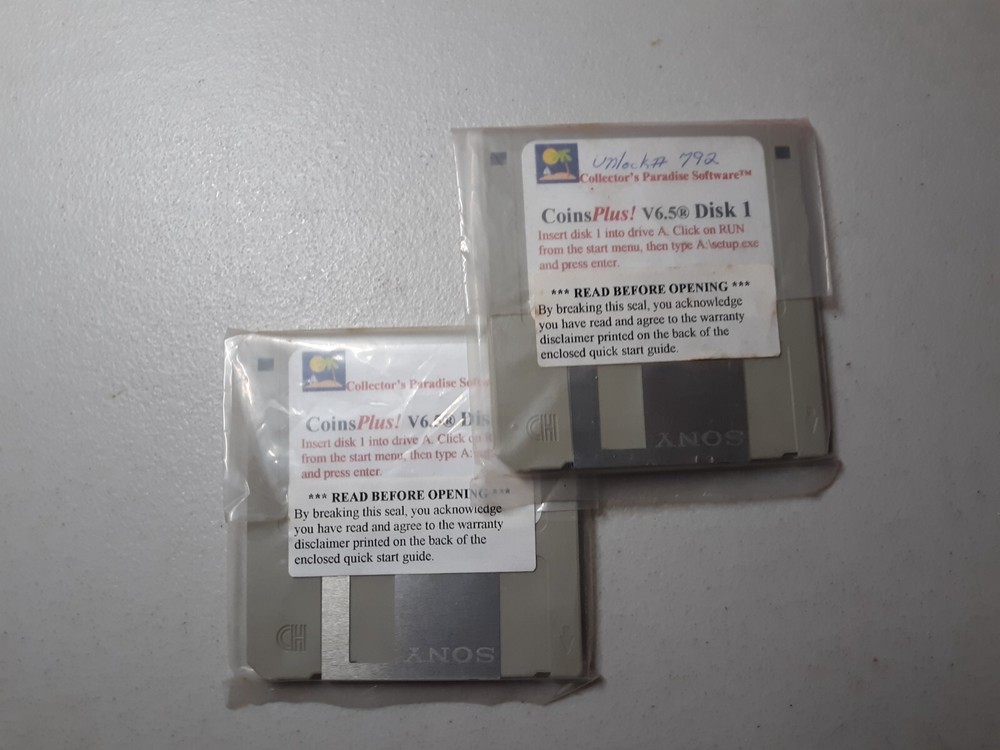 Unlock# 792
Collector's Paradise Software™
CoinsPlus! V6.5® Disk 1
Insert disk 1 into drive A. Click on RUN
from the start menu, then type A:\setup.exe
and press enter.
*** READ BEFORE OPENING ***
By breaking this seal, you acknowledge
you have read and agree to the warranty
disclaimer printed on the back of the
enclosed quick start guide.
HD
SONY
Collector's Paradise Softw
CoinsPlus! V6.5® Dis
Insert disk 1 into drive A. Click on R
from the start menu, then type A:
and press enter.
*** READ BEFORE OPENING ***
By breaking this seal, you acknowledge
you have read and agree to the warranty
disclaimer printed on the back of the
enclosed quick start guide.
HD
SONY